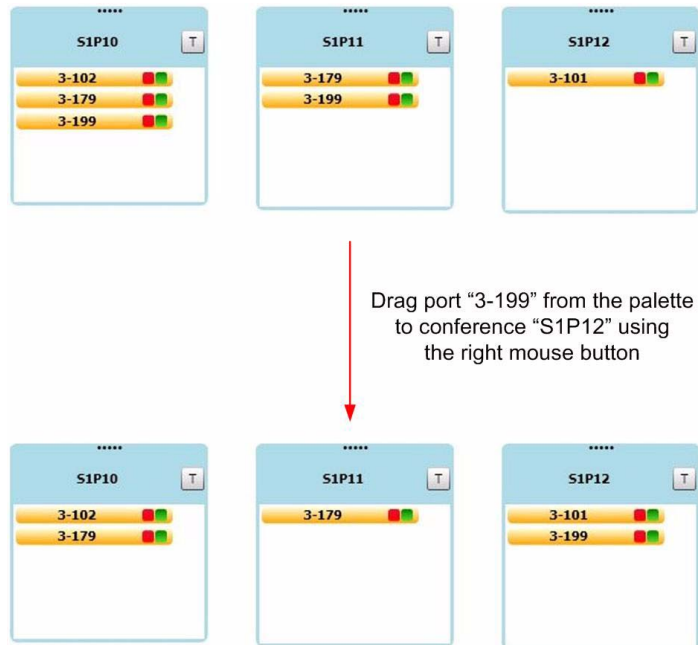 S1P10 T S1P11 T S1P12 T
3-102 3-179 3-101
3-179 3-199
3-199
Drag port “3-199” from the palette
to conference “S1P12” using
the right mouse button
S1P10 T S1P11 T S1P12 T
3-102 3-179 3-101
3-179 3-199